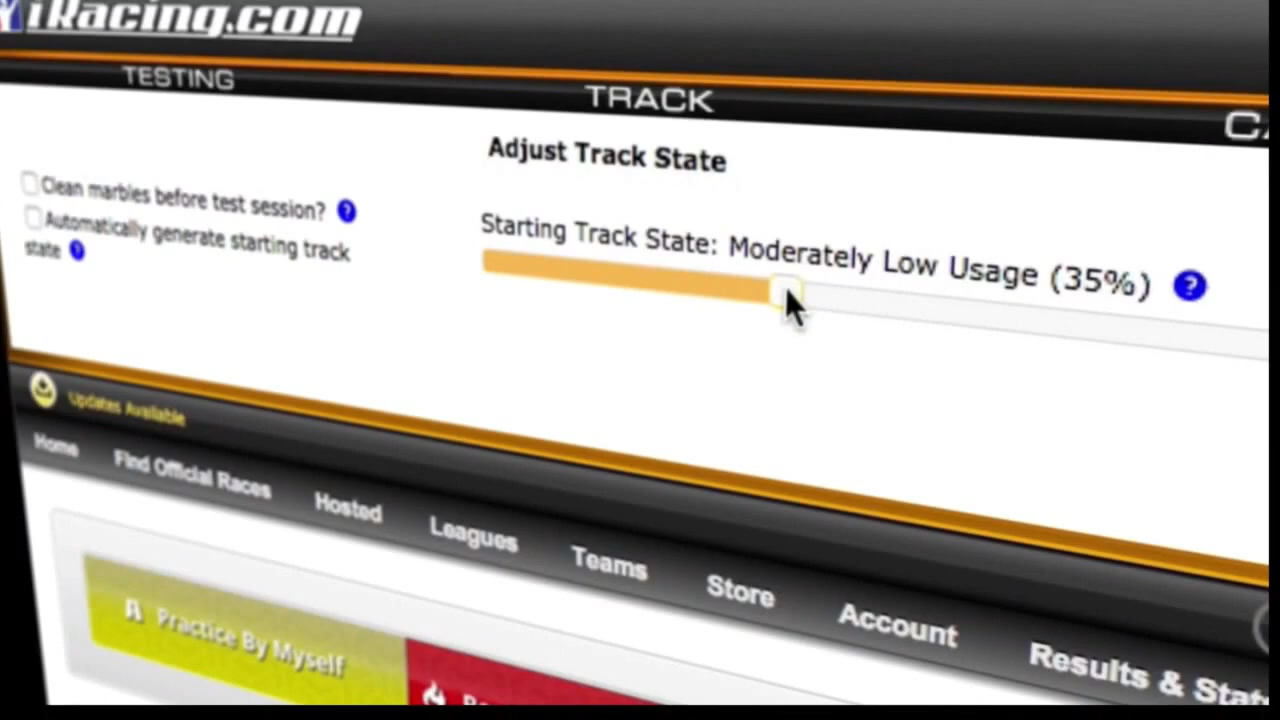 iRacing.com
TESTING
TRACK
Adjust Track State
Clean marbles before test session? ?
Automatically generate starting track
state ?
Starting Track State: Moderately Low Usage (35%) ?
Updates Available
Home
Find Official Races
Hosted
Leagues
Teams
Store
Account
Results &
Practice By Myself